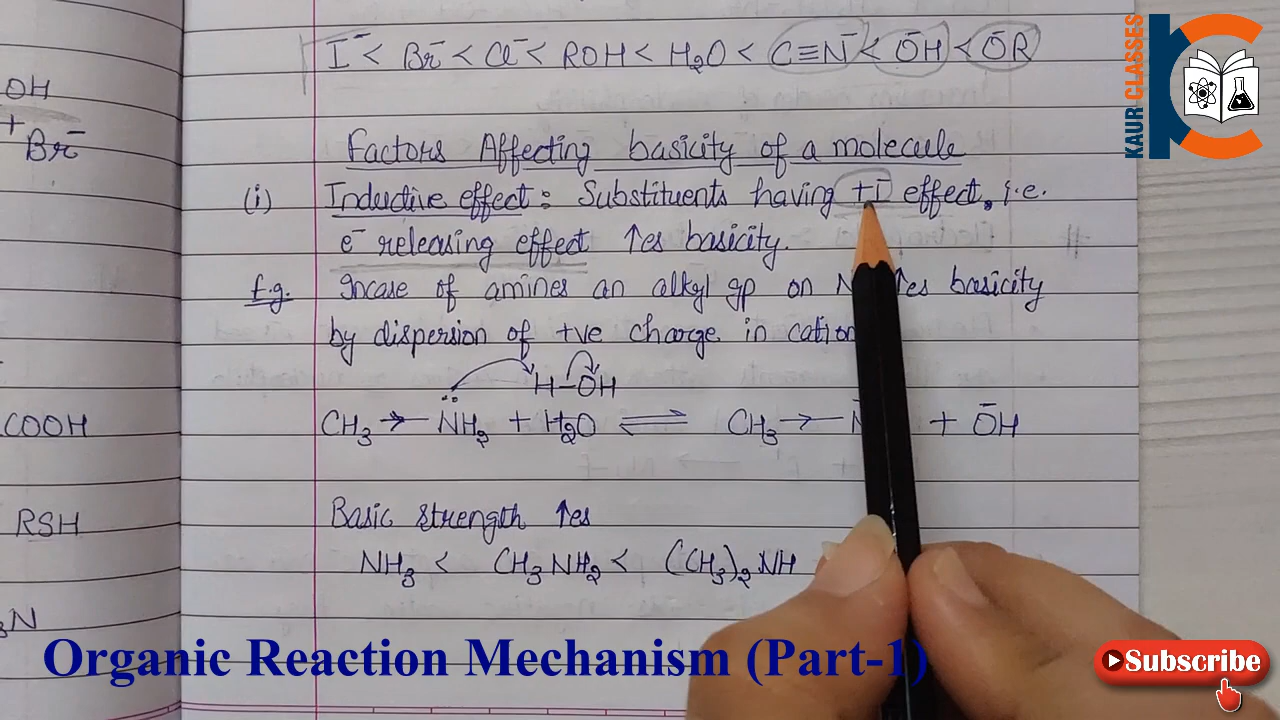 I⁻ < Br⁻ < Cl⁻ < ROH < H₂O < C≡N⁻ < ŌH < ŌR
OH
+
Br⁻
Factors Affecting basicity of a molecule
(i) Inductive effect: Substituents having +I effect, i.e.
e⁻ releasing effect ↑es basicity.
E.g. Incase of amines an alkyl gp on N ↑es basicity
by dispersion of +ve charge in cation
H–OH
COOH
CH₃→NH₂ + H₂O ⇌ CH₃→ + ŌH
RSH
Basic strength ↑es
NH₃ < CH₃NH₂ < (CH₃)₂NH
₃N
KAUR CLASSES
Organic Reaction Mechanism (Part-1)
Subscribe